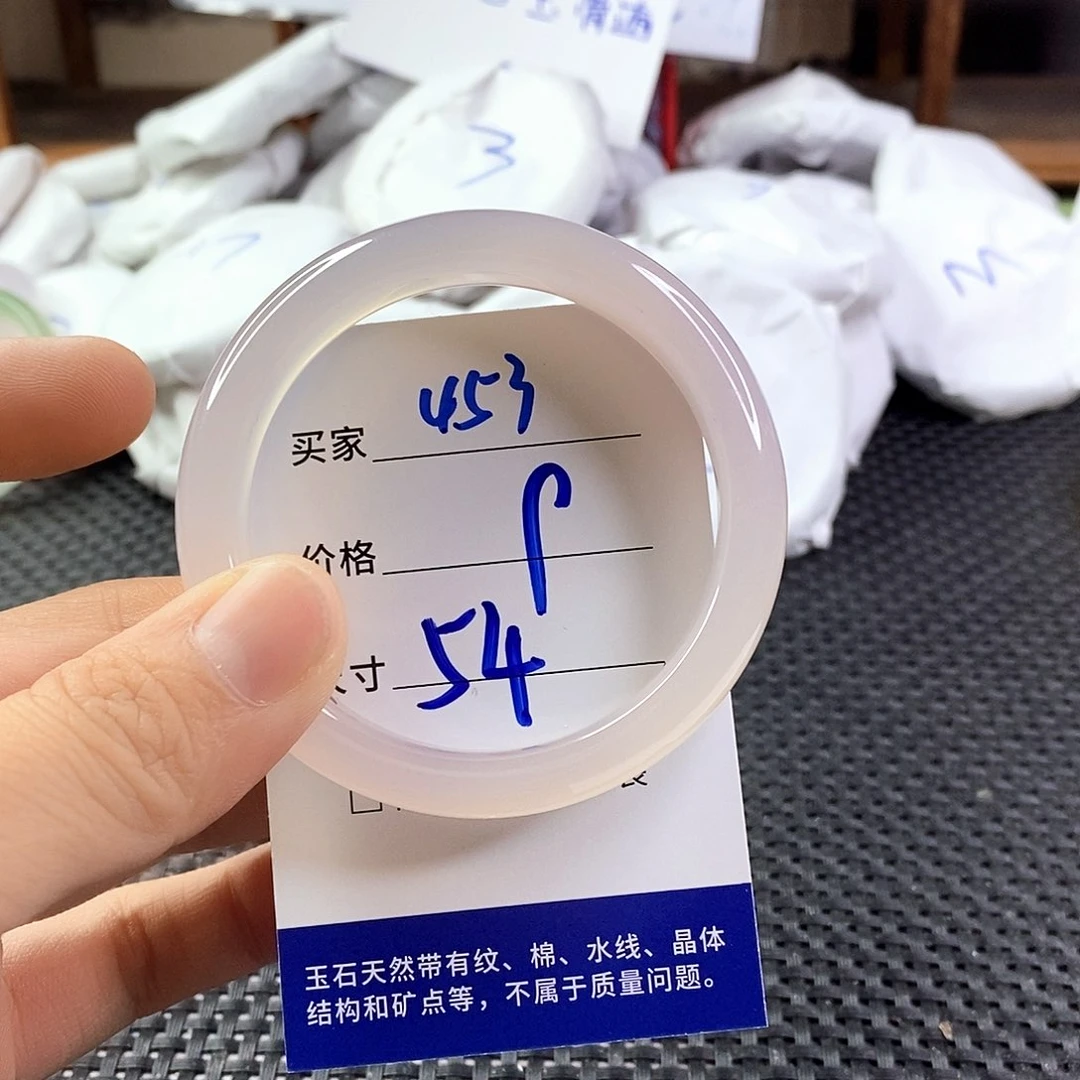 3
M
买家 453
价格
寸 54
玉石天然带有纹、棉、水线、晶体
结构和矿点等，不属于质量问题。